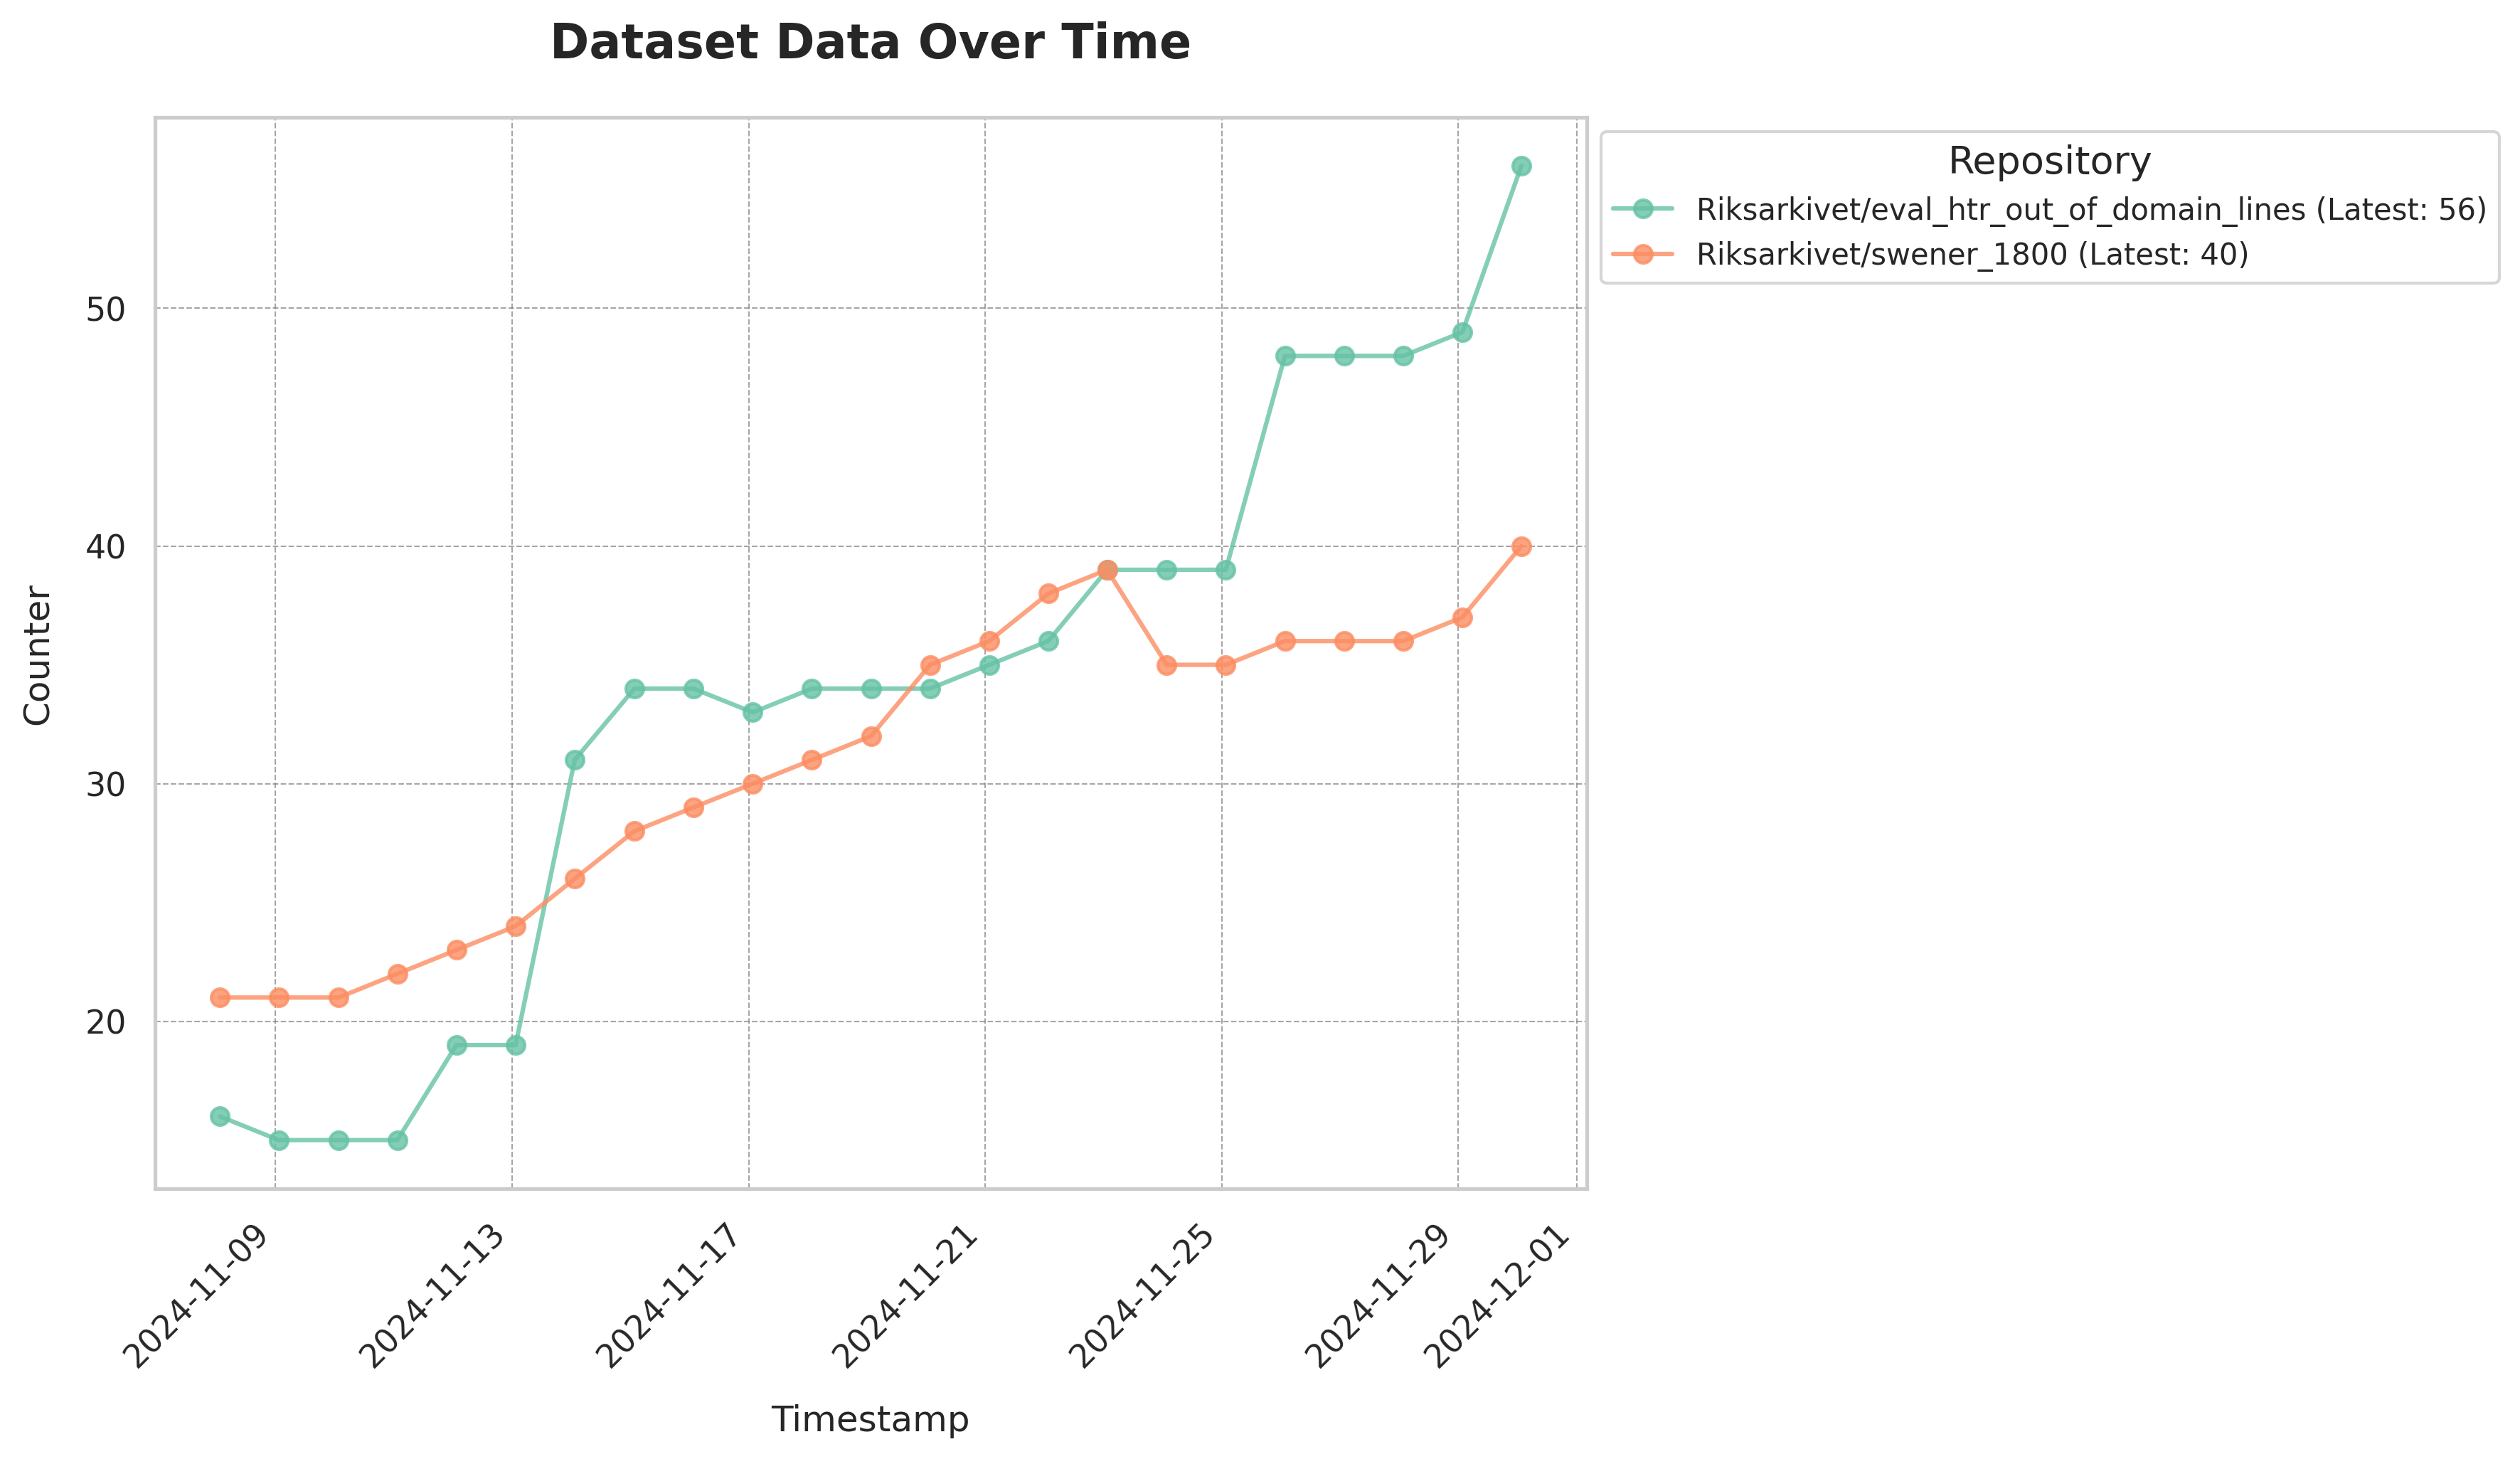 Dataset Data Over Time
Repository
Riksarkivet/eval_htr_out_of_domain_lines (Latest: 56)
Riksarkivet/swener_1800 (Latest: 40)
Counter
50
40
30
20
2024-11-09
2024-11-13
2024-11-17
2024-11-21
2024-11-25
2024-11-29
2024-12-01
Timestamp